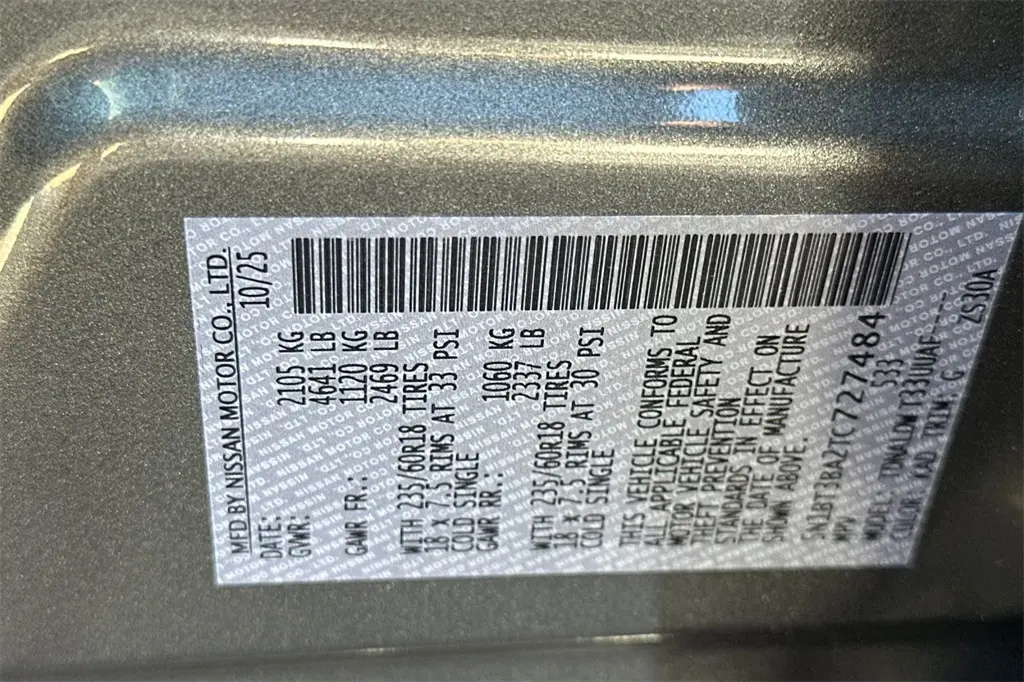 MFD BY NISSAN MOTOR CO., LTD.
DATE: 10/25
GVWR: 2105 KG
4641 LB
GAWR FR.: 1120 KG
2469 LB
WITH 235/60R18 TIRES
18 x 7.5 RIMS AT 33 PSI
COLD SINGLE
GAWR RR.: 1060 KG
2337 LB
WITH 235/60R18 TIRES
18 x 7.5 RIMS AT 30 PSI
COLD SINGLE
THIS VEHICLE CONFORMS TO
ALL APPLICABLE FEDERAL
MOTOR VEHICLE SAFETY AND
THEFT PREVENTION
STANDARDS IN EFFECT ON
THE DATE OF MANUFACTURE
SHOWN ABOVE.
5N1BT3BA2TC727484
MPV 533
MODEL:
COLOR KAD TRIM G ZS30A